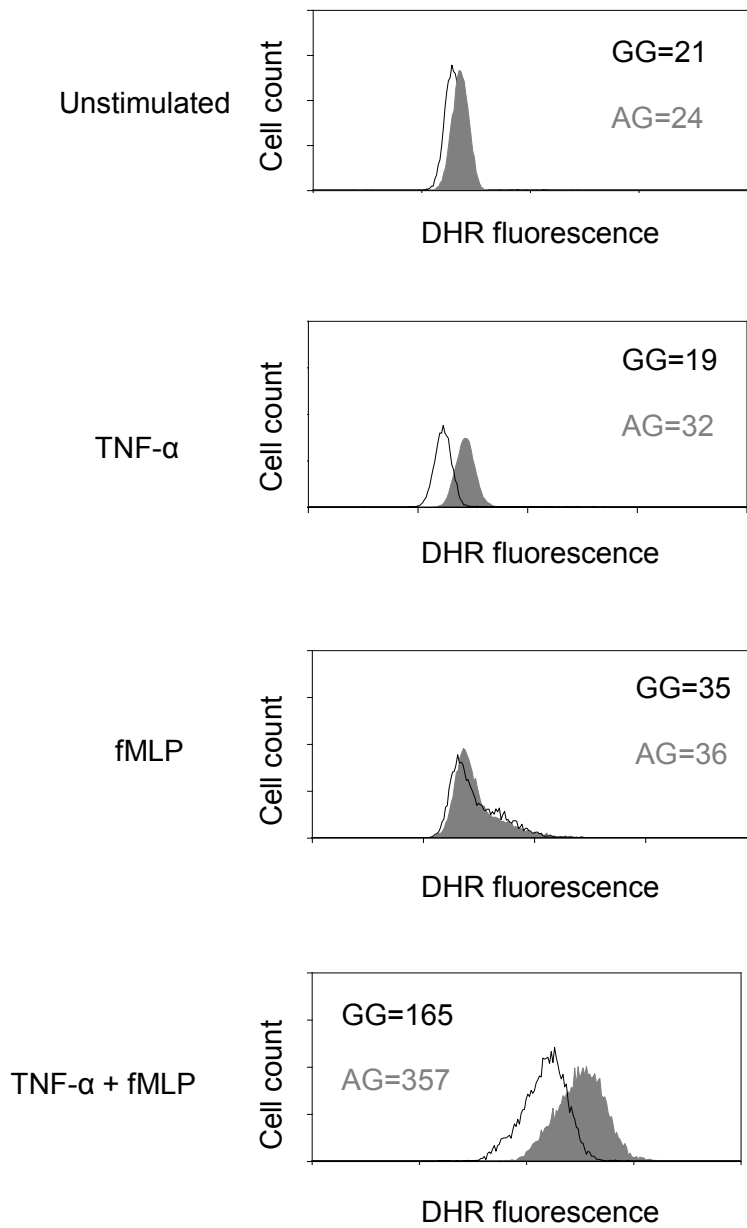 Unstimulated
Cell count
GG=21
AG=24
DHR fluorescence
TNF-α
Cell count
GG=19
AG=32
DHR fluorescence
fMLP
Cell count
GG=35
AG=36
DHR fluorescence
TNF-α + fMLP
Cell count
GG=165
AG=357
DHR fluorescence